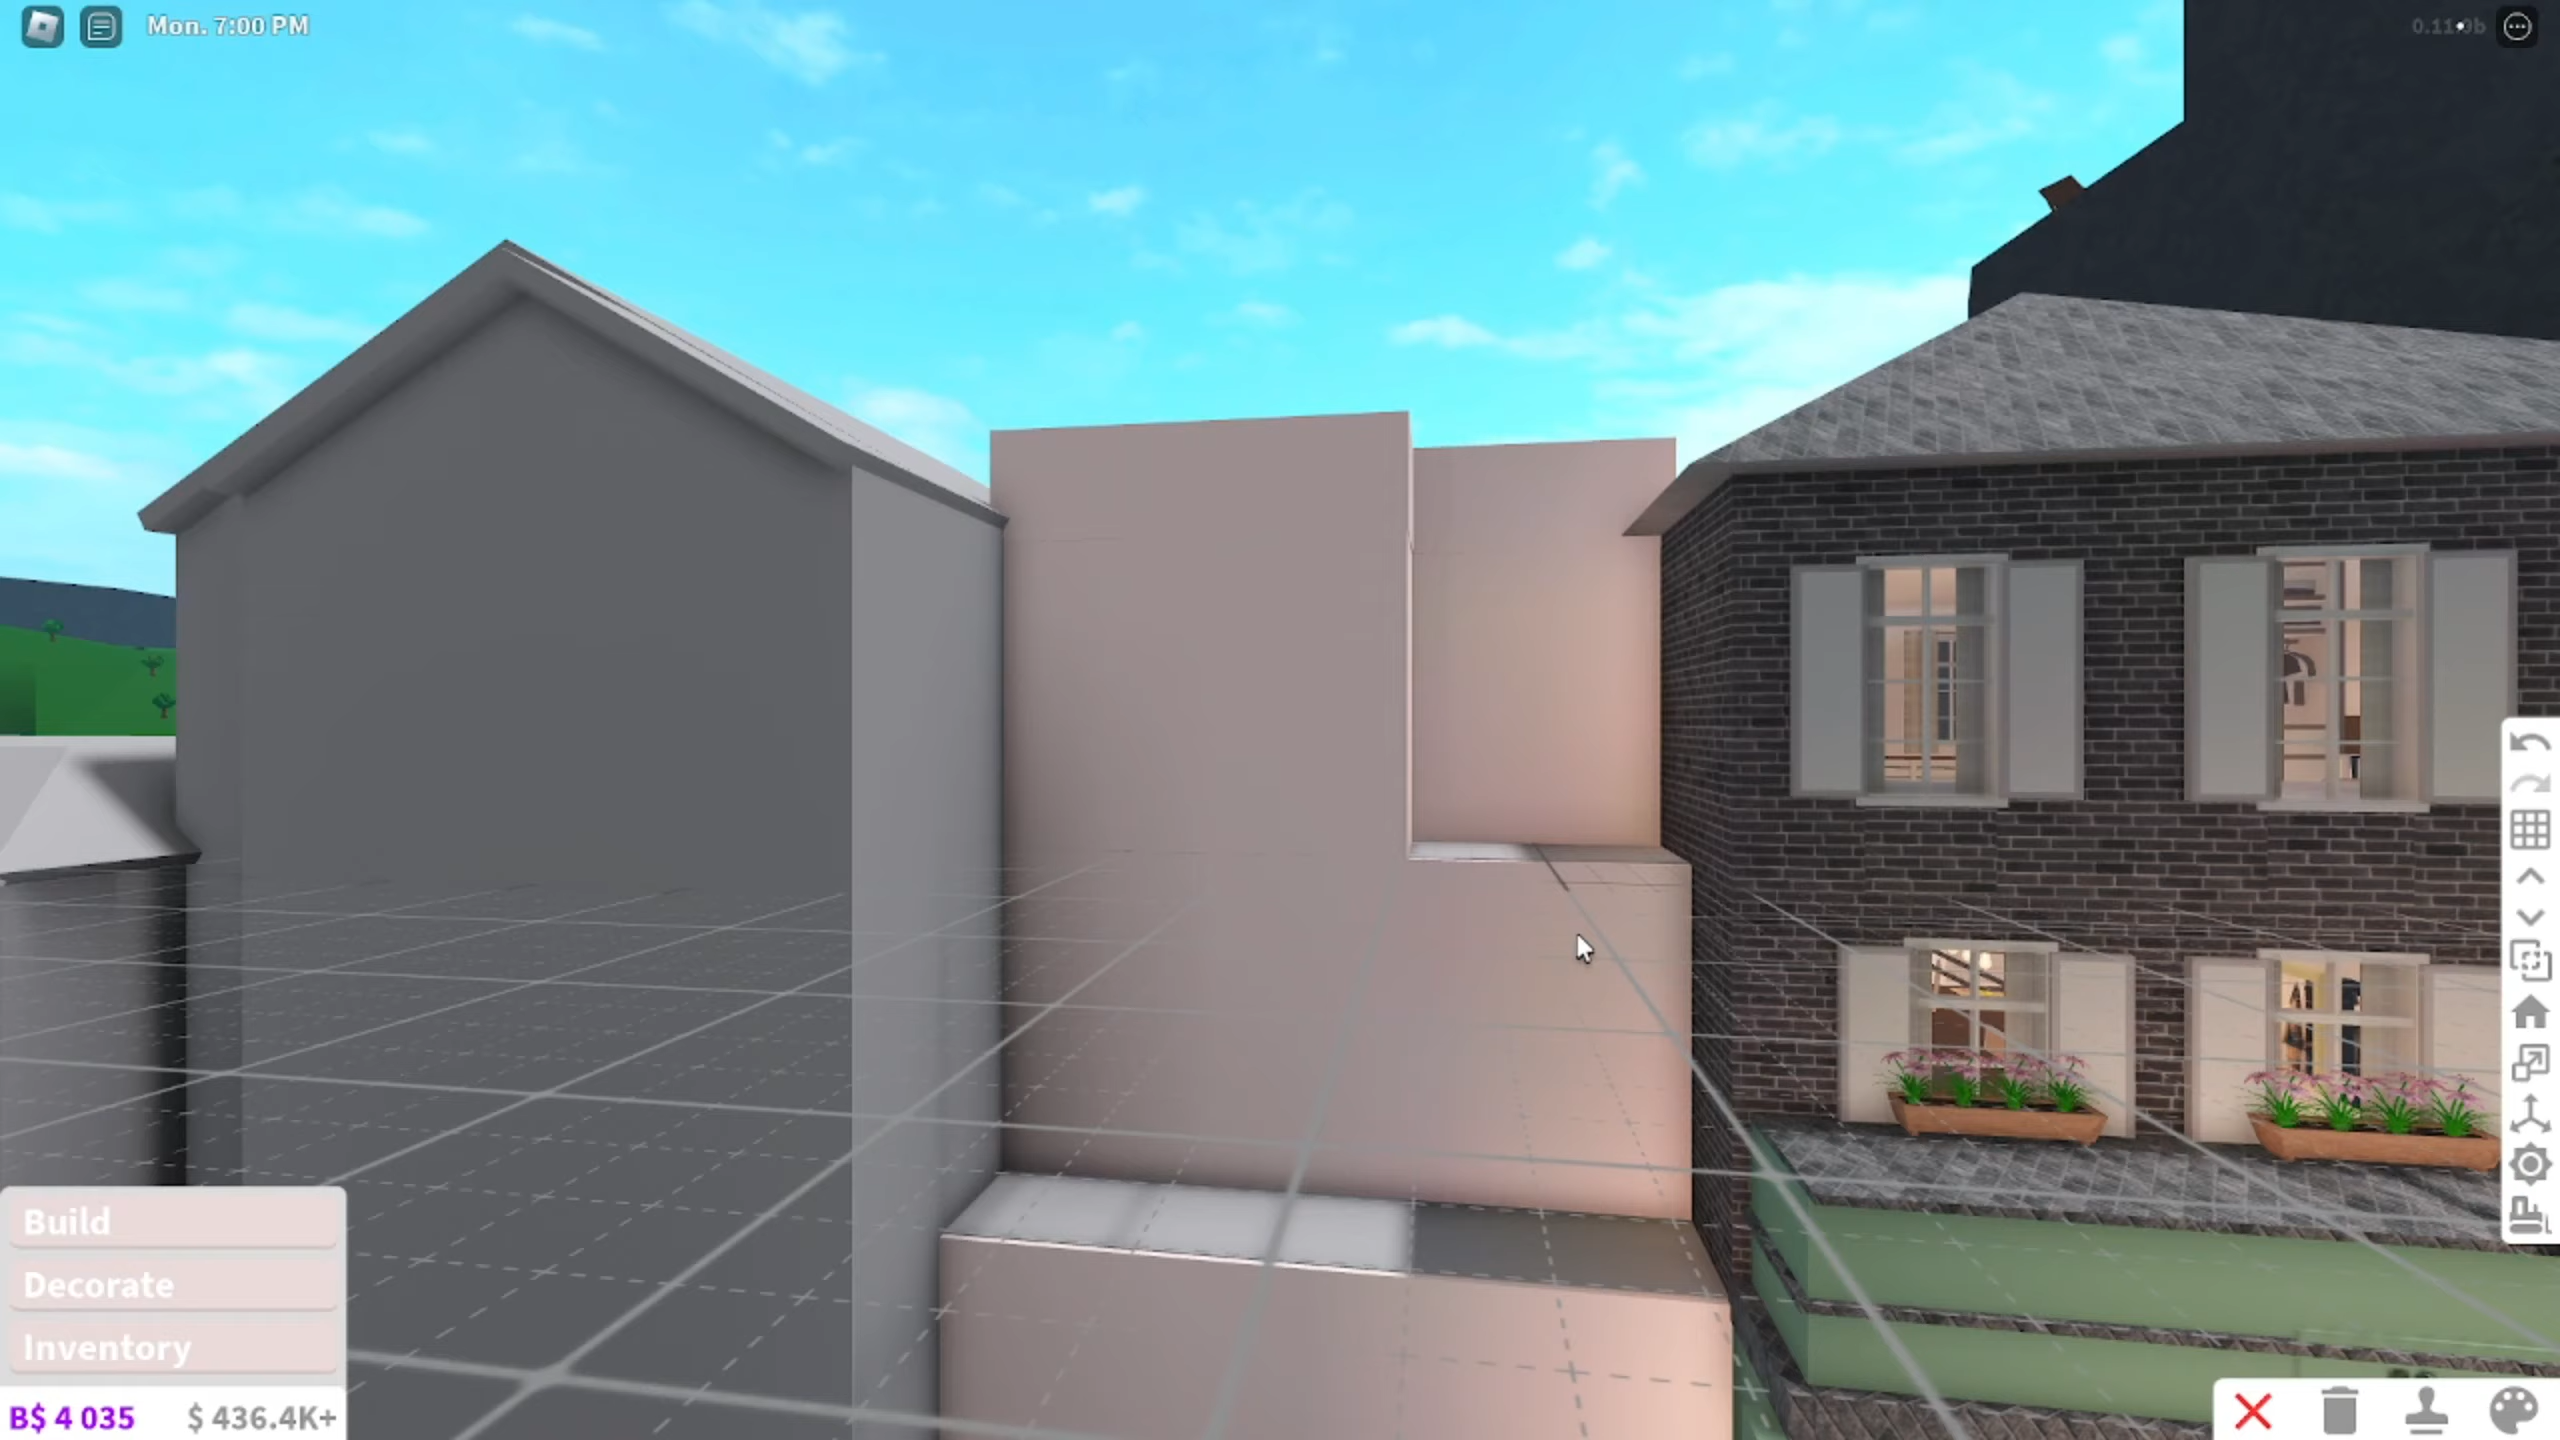 Mon. 7:00 PM
Build
Decorate
Inventory
B$ 4 035
$ 436.4K+